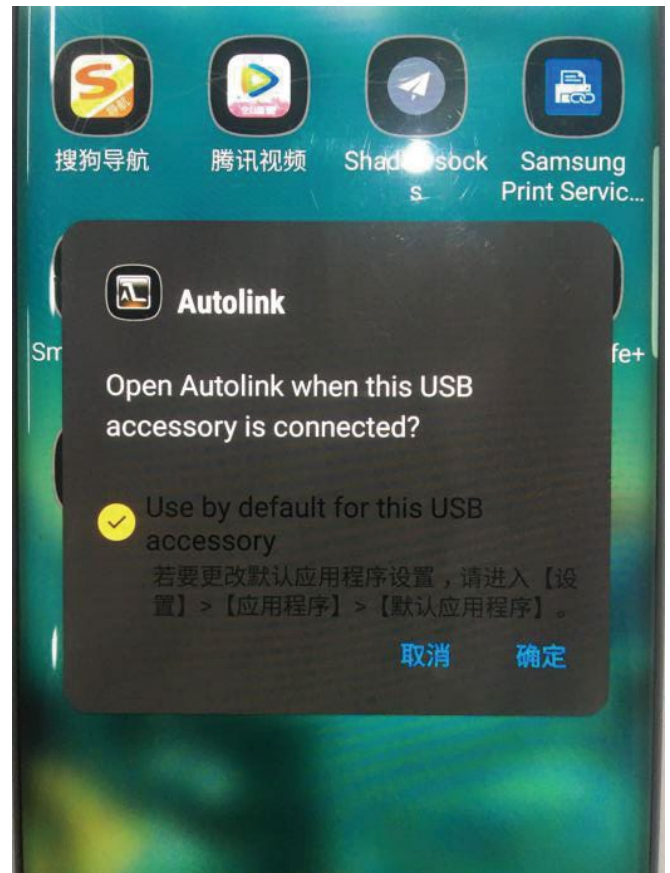 搜狗导航
腾讯视频
Samsung
Print Servic...
Sm
fe+
Autolink
Open Autolink when this USB
accessory is connected?
Use by default for this USB
accessory
若要更改默认应用程序设置，请进入【设
置】>【应用程序】>【默认应用程序】。
取消
确定